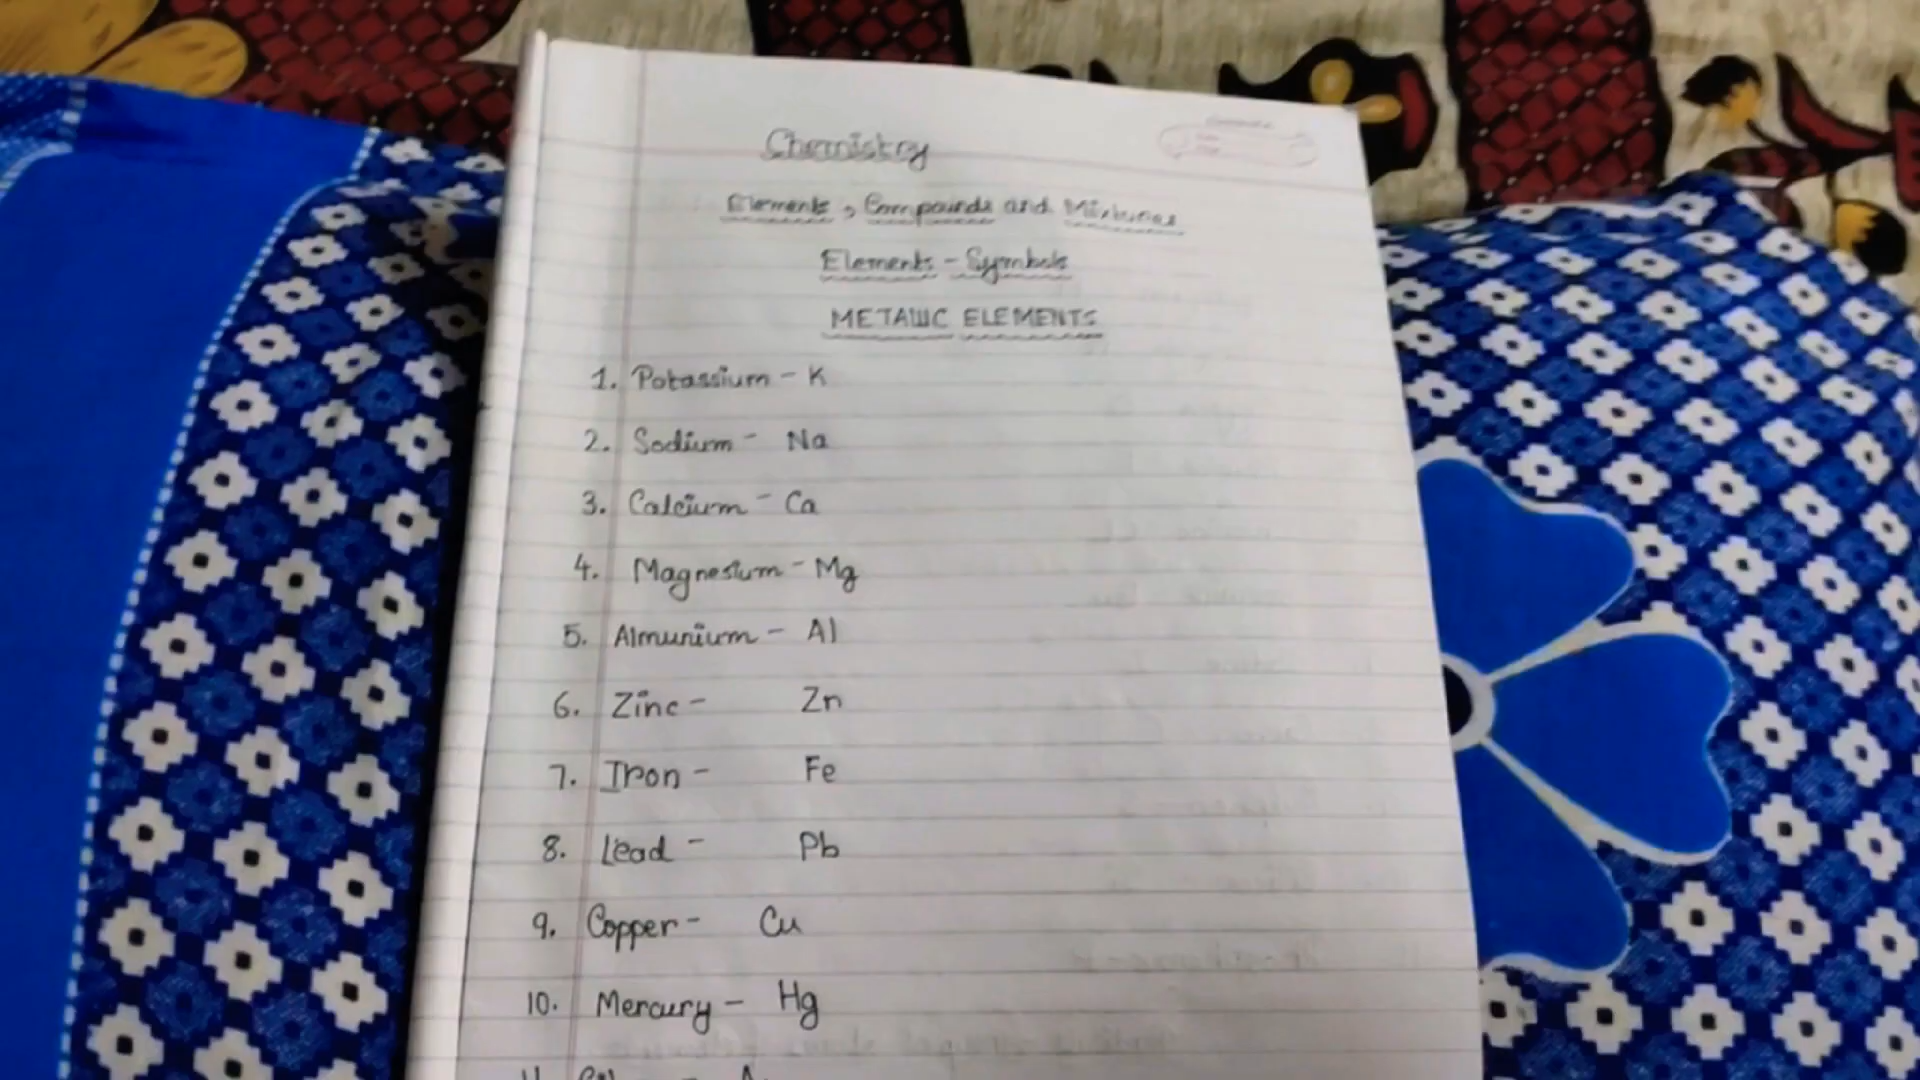 Chemistry
Elements, Compounds and Mixtures
Elements - Symbols
METALLIC ELEMENTS
1. Potassium - K
2. Sodium - Na
3. Calcium - Ca
4. Magnesium - Mg
5. Almunium - Al
6. Zinc - Zn
7. Iron - Fe
8. Lead - Pb
9. Copper - Cu
10. Mercury - Hg